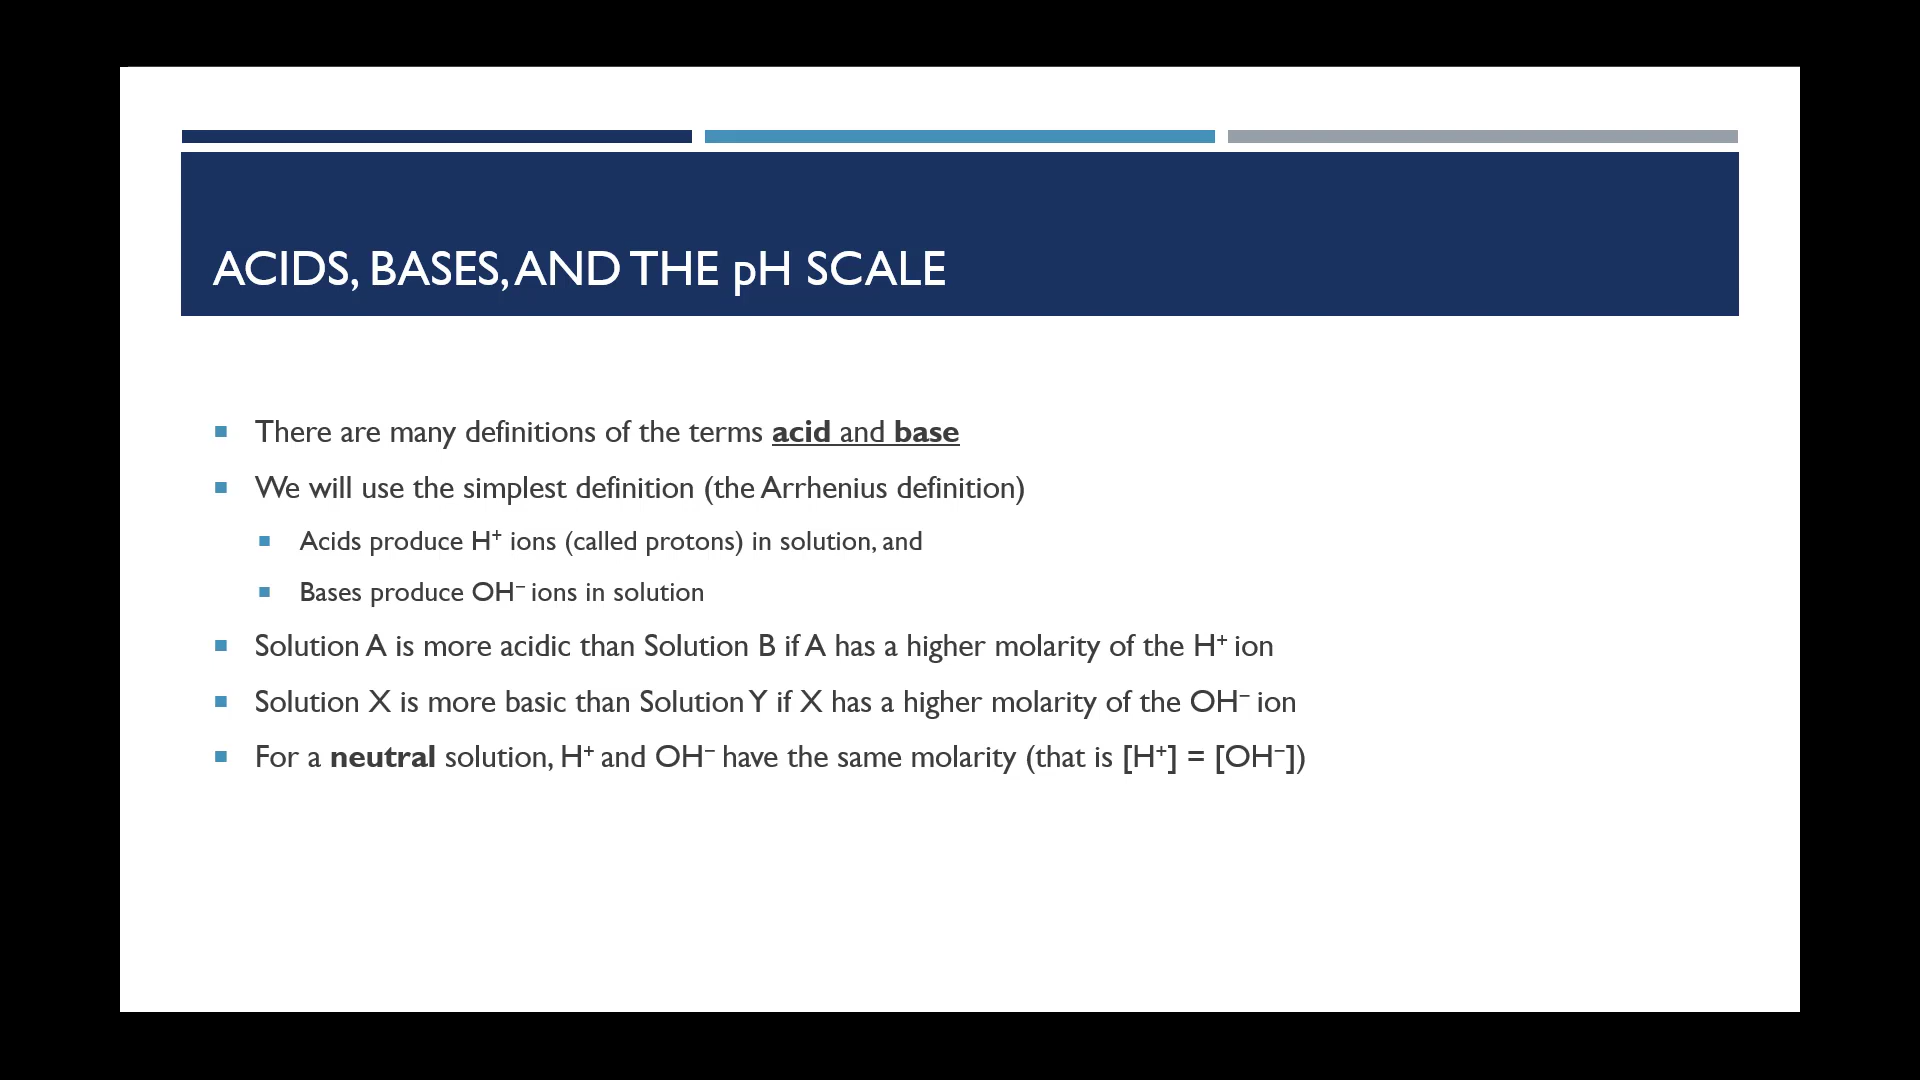 ACIDS, BASES, AND THE pH SCALE
▪ There are many definitions of the terms acid and base
▪ We will use the simplest definition (the Arrhenius definition)
▪ Acids produce H⁺ ions (called protons) in solution, and
▪ Bases produce OH⁻ ions in solution
▪ Solution A is more acidic than Solution B if A has a higher molarity of the H⁺ ion
▪ Solution X is more basic than Solution Y if X has a higher molarity of the OH⁻ ion
▪ For a neutral solution, H⁺ and OH⁻ have the same molarity (that is [H⁺] = [OH⁻])